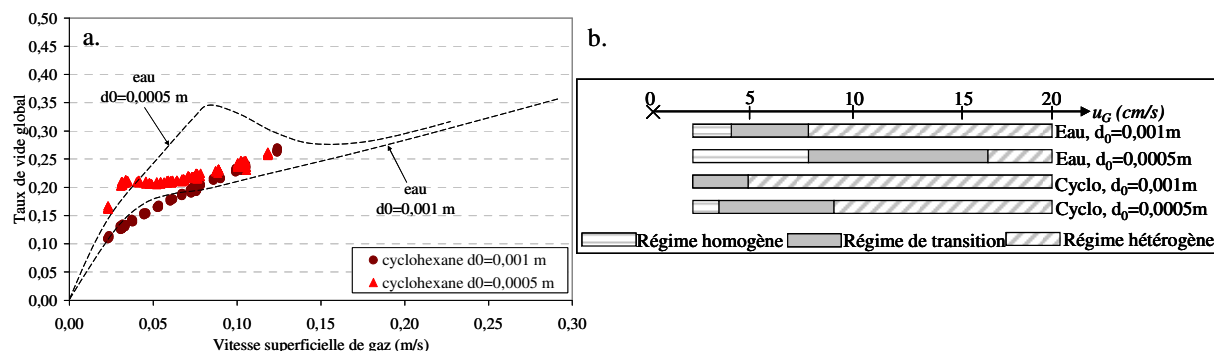 a.
0,50
0,45
0,40
0,35
0,30
0,25
0,20
0,15
0,10
0,05
0,00
Taux de vide global
eau
d0=0,0005 m
eau
d0=0,001 m
cyclohexane d0=0,001 m
cyclohexane d0=0,0005 m
0,00 0,05 0,10 0,15 0,20 0,25 0,30
Vitesse superficielle de gaz (m/s)
b.
0 5 10 15 20
u_G (cm/s)
Eau, d₀=0,001m
Eau, d₀=0,0005m
Cyclo, d₀=0,001m
Cyclo, d₀=0,0005m
Régime homogène Régime de transition Régime hétérogène